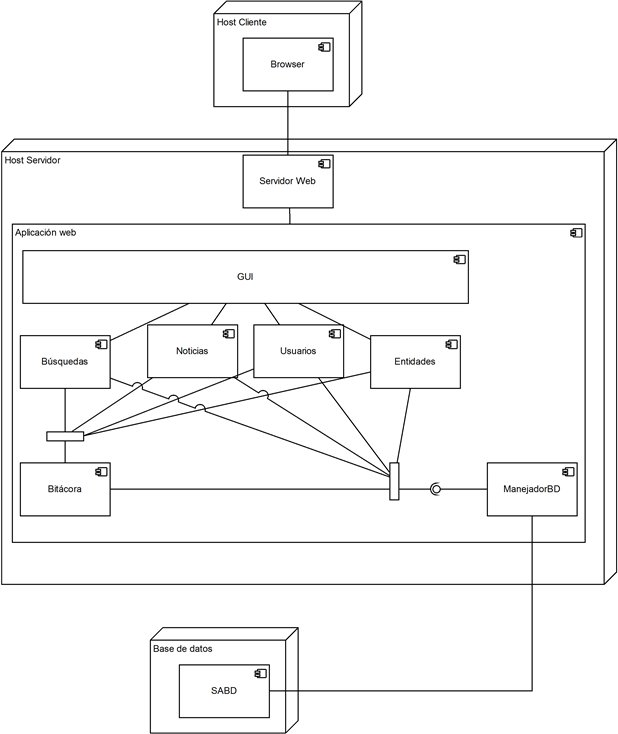 Host Cliente
Browser
Host Servidor
Servidor Web
Aplicación web
GUI
Búsquedas
Noticias
Usuarios
Entidades
Bitácora
ManejadorBD
Base de datos
SABD